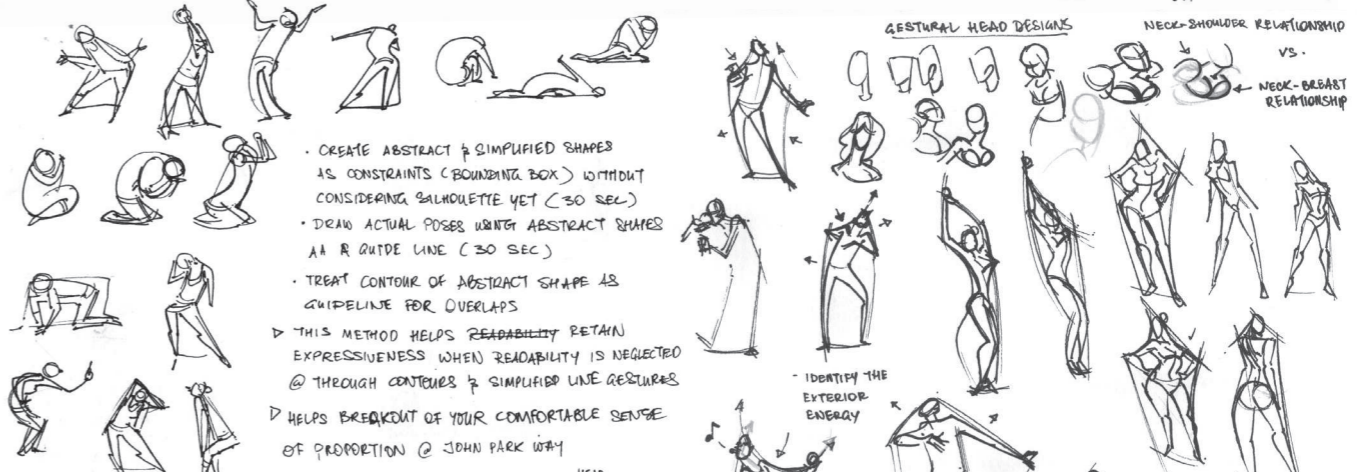 GESTURAL HEAD DESIGNS
NECK-SHOULDER RELATIONSHIP
VS.
NECK-BREAST
RELATIONSHIP
· CREATE ABSTRACT & SIMPLIFIED SHAPES
AS CONSTRAINTS (BOUNDING BOX) WITHOUT
CONSIDERING SILHOUETTE YET (30 SEC)
· DRAW ACTUAL POSES USING ABSTRACT SHAPES
AS A GUIDE LINE (30 SEC)
· TREAT CONTOUR OF ABSTRACT SHAPE AS
GUIDELINE FOR OVERLAPS
▷ THIS METHOD HELPS READABILITY RETAIN
EXPRESSIVENESS WHEN READABILITY IS NEGLECTED
@ THROUGH CONTOURS & SIMPLIFIED LINE GESTURES
▷ HELPS BREAKOUT OF YOUR COMFORTABLE SENSE
OF PROPORTION @ JOHN PARK WAY
- IDENTIFY THE
EXTERIOR
ENERGY